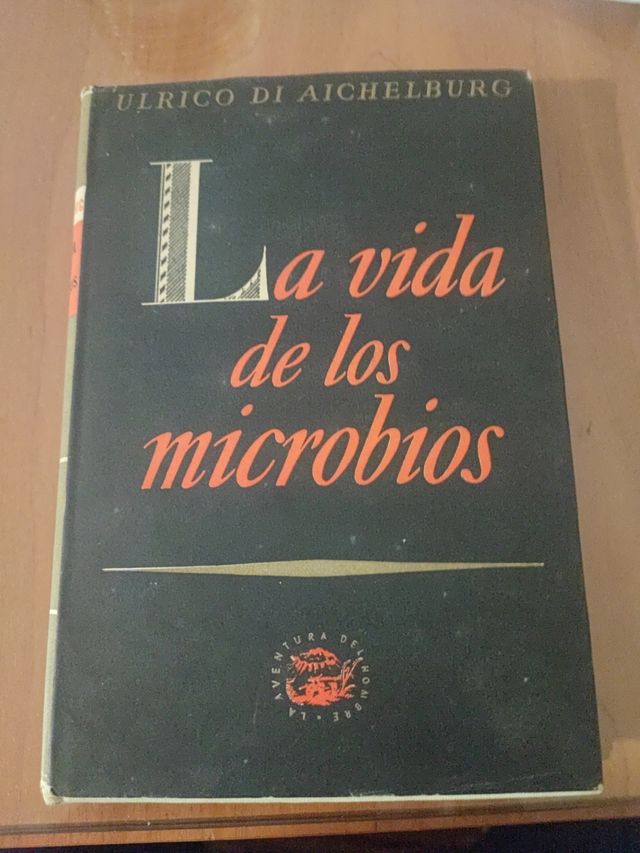 ULRICO DI AICHELBURG
La vida
de los
microbios
LA AVENTURA DEL HOMBRE